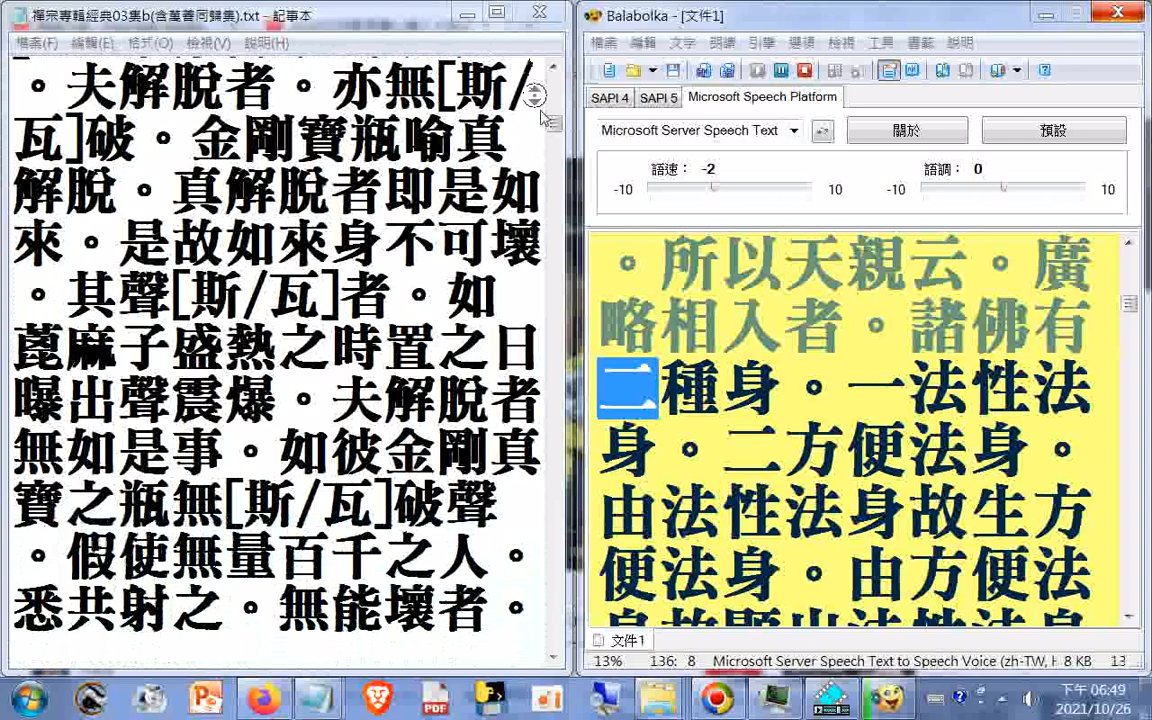 禪宗專輯經典03集b(含萬善同歸集).txt - 記事本
檔案(F) 編輯(E) 格式(O) 檢視(V) 說明(H)
。夫解脫者。亦無[斯/
瓦]破。金剛寶瓶喻真
解脫。真解脫者即是如
來。是故如來身不可壞
。其聲[斯/瓦]者。如
蓖麻子盛熱之時置之日
曝出聲震爆。夫解脫者
無如是事。如彼金剛真
寶之瓶無[斯/瓦]破聲
。假使無量百千之人。
悉共射之。無能壞者。
Balabolka - [文件1]
檔案 編輯 文字 朗讀 引擎 選項 檢視 工具 書籤 說明
SAPI 4 SAPI 5 Microsoft Speech Platform
Microsoft Server Speech Text 關於 預設
語速： -2 語調： 0
-10 10 -10 10
。所以天親云。廣
略相入者。諸佛有
二種身。一法性法
身。二方便法身。
由法性法身故生方
便法身。由方便法
身故顯出法性法身
文件1
13% 136: 8 Microsoft Server Speech Text to Speech Voice (zh-TW, H 8 KB 13
下午 06:49
2021/10/26